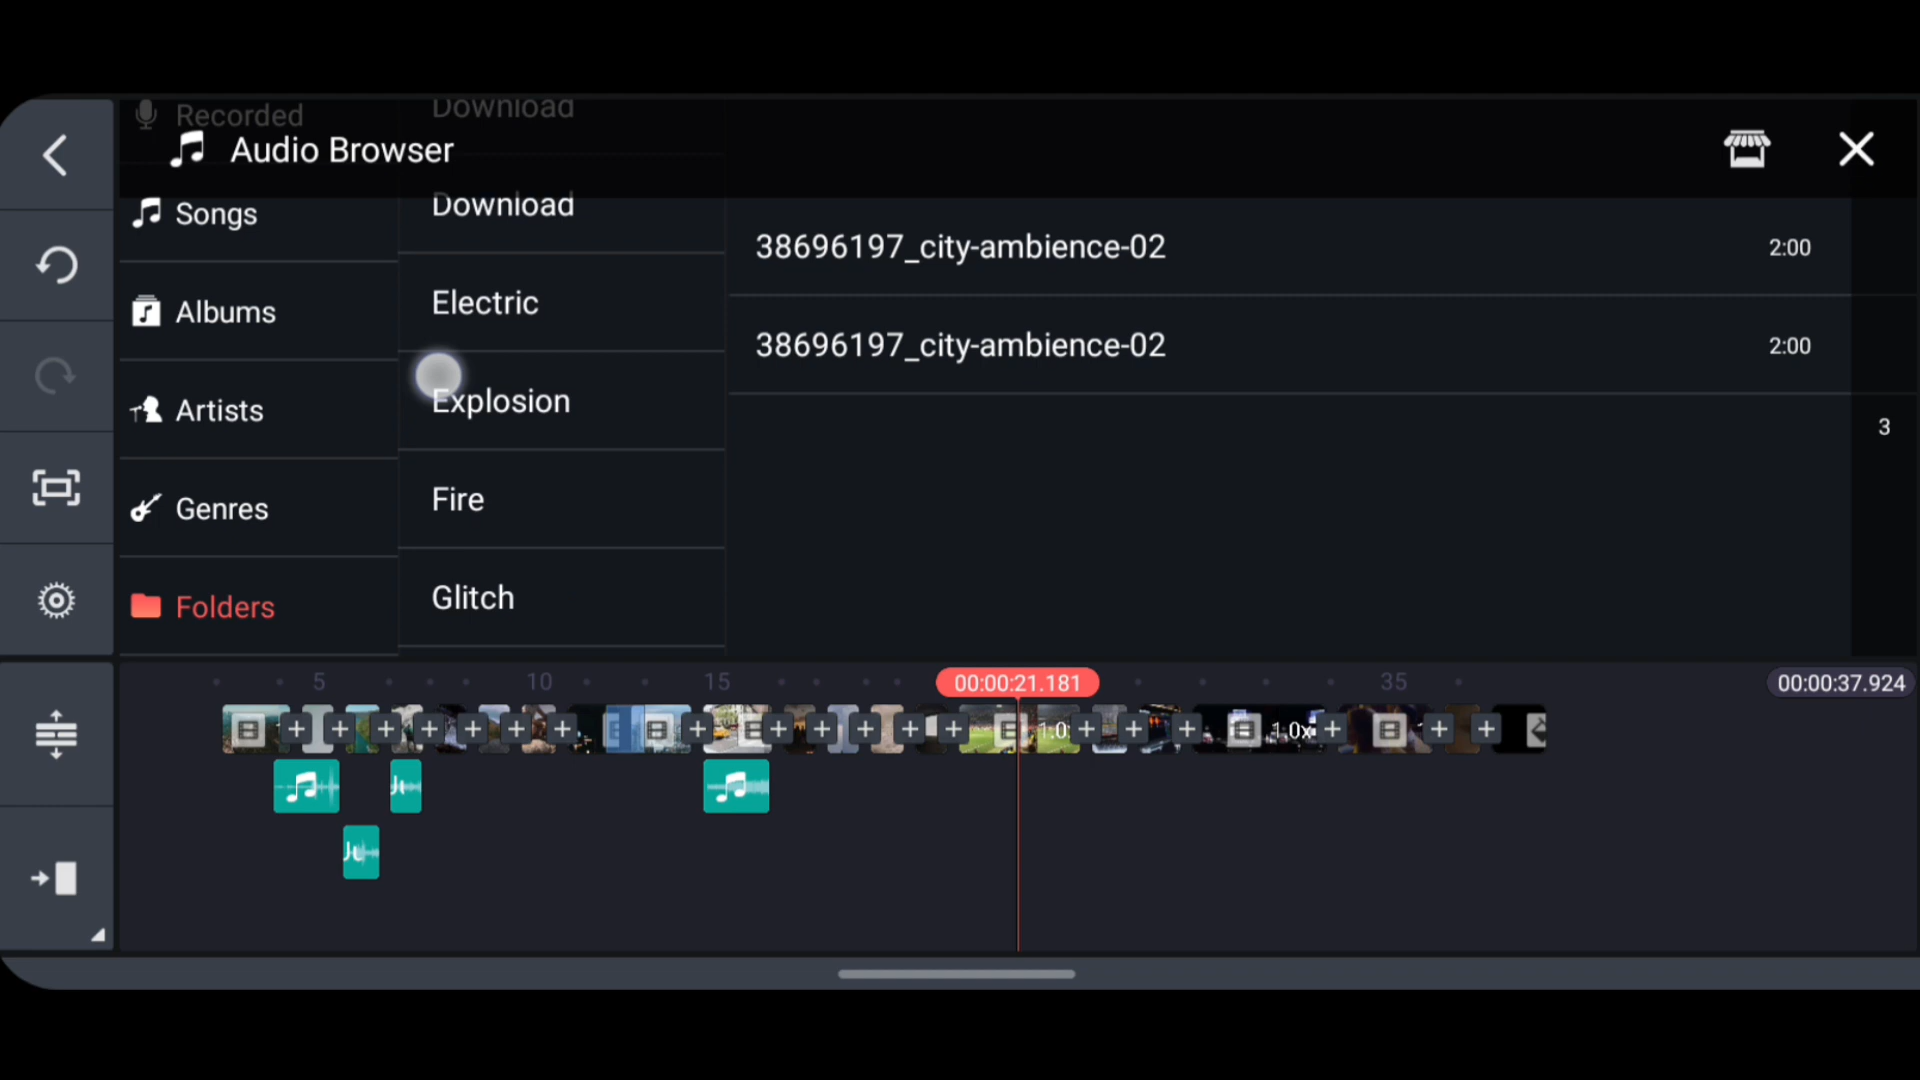 Recorded
Audio Browser
Songs
Albums
Artists
Genres
Folders
Download
Download
Electric
Explosion
Fire
Glitch
38696197_city-ambience-02 2:00
38696197_city-ambience-02 2:00
3
5 10 15 00:00:21.181 35 00:00:37.924
1.0x